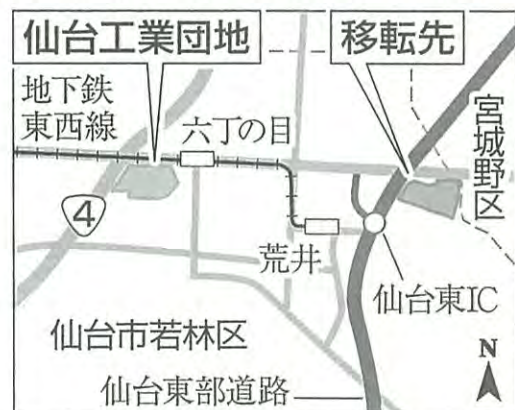 仙台工業団地
移転先
地下鉄
東西線
六丁の目
宮城野区
4
荒井
仙台東IC
仙台市若林区
N
仙台東部道路